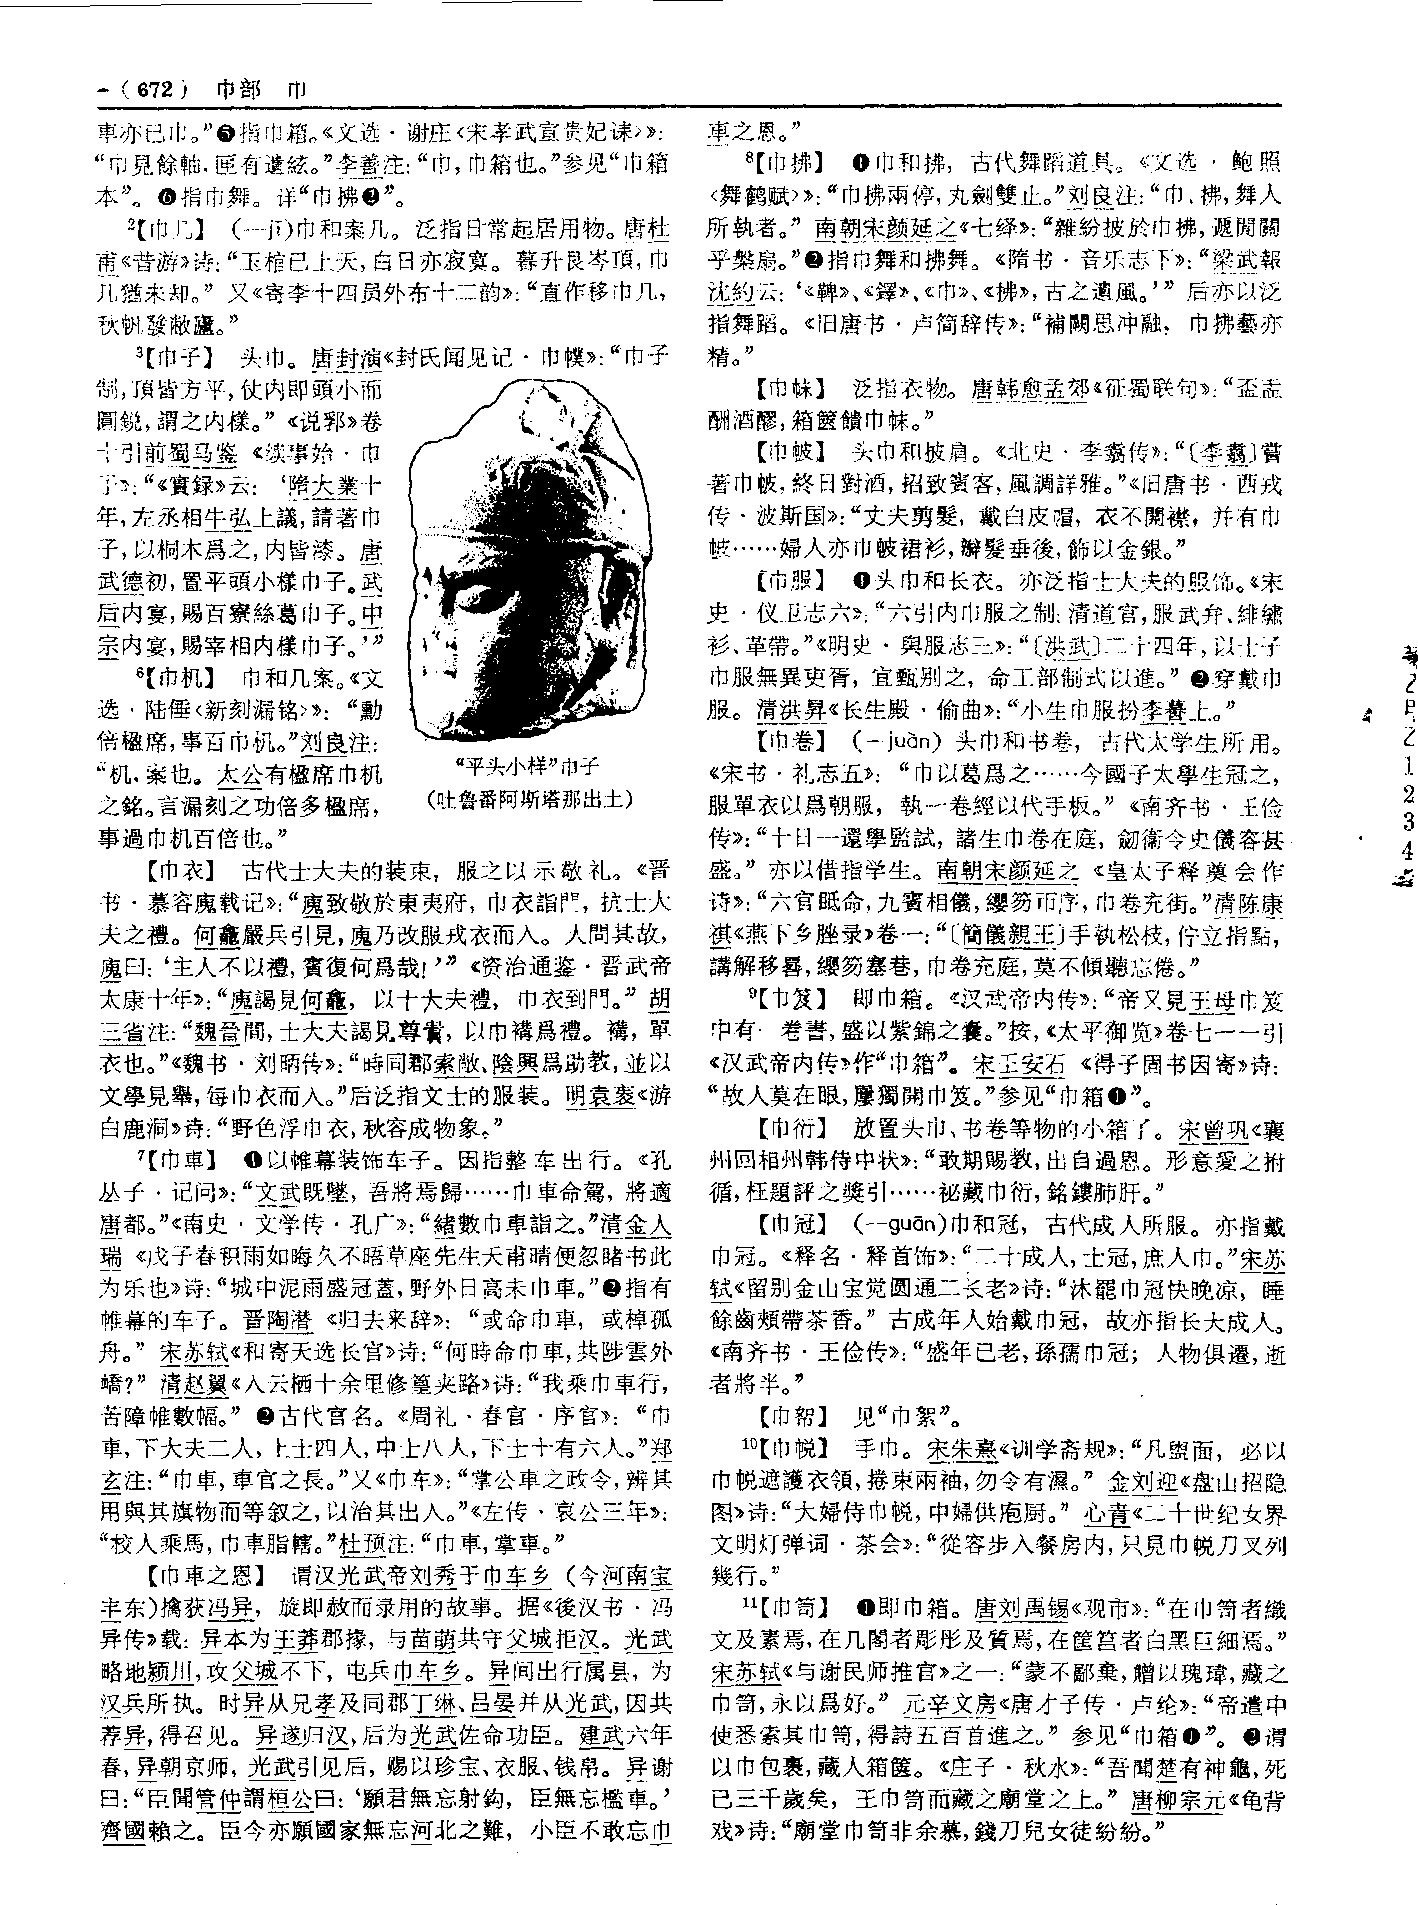 （672） 巾部 巾
車亦已巾。”❺指巾箱。《文选·谢庄〈宋孝武宣贵妃诔〉》：
“巾見餘軸，匣有遺絃。”李善注：“巾，巾箱也。”参见“巾箱
本”。❻指巾舞。详“巾拂❷”。
²【巾几】 （—jī）巾和案几。泛指日常起居用物。唐杜
甫《昔游》诗：“玉棺已上天，白日亦寂寞。暮升艮岑頂，巾
几猶未却。” 又《寄李十四员外布十二韵》：“直作移巾几，
秋帆發敝廬。”
³【巾子】 头巾。唐封演《封氏闻见记·巾幞》：“巾子
制，頂皆方平，仗内即頭小而
圓鋭，謂之内樣。”《说郛》卷
十引前蜀马鉴《续事始·巾
子》：“《實録》云：‘隋大業十
年，左丞相牛弘上議，請著巾
子，以桐木爲之，内皆漆。唐
武德初，置平頭小樣巾子。武
后内宴，賜百寮絲葛巾子。中
宗内宴，賜宰相内樣巾子。’”
⁶【巾机】 巾和几案。《文
选·陆倕〈新刻漏铭〉》：“勳
倍楹席，事百巾机。”刘良注：
“机，案也。太公有楹席巾机
之銘。言漏刻之功倍多楹席，
事過巾机百倍也。”
“平头小样”巾子
（吐鲁番阿斯塔那出土）
【巾衣】 古代士大夫的装束，服之以示敬礼。《晋
书·慕容廆载记》：“廆致敬於東夷府，巾衣詣門，抗士大
夫之禮。何龕嚴兵引見，廆乃改服戎衣而入。人問其故，
廆曰：‘主人不以禮，賓復何爲哉！’”《资治通鉴·晋武帝
太康十年》：“廆謁見何龕，以士大夫禮，巾衣到門。”胡
三省注：“魏晉間，士大夫謁見尊貴，以巾褠爲禮。褠，單
衣也。”《魏书·刘昞传》：“時同郡索敞、陰興爲助教，並以
文學見舉，每巾衣而入。”后泛指文士的服装。明袁袠《游
白鹿洞》诗：“野色浮巾衣，秋容成物象。”
⁷【巾車】 ❶以帷幕装饰车子。因指整车出行。《孔
丛子·记问》：“文武既墜，吾將焉歸……巾車命駕，將適
唐都。”《南史·文学传·孔广》：“緒數巾車詣之。”清金人
瑞《戊子春积雨如晦久不晤草座先生天甫晴便忽睹书此
为乐也》诗：“城中泥雨盛冠蓋，野外日高未巾車。”❷指有
帷幕的车子。晋陶潜《归去来辞》：“或命巾車，或棹孤
舟。”宋苏轼《和寄天选长官》诗：“何時命巾車，共陟雲外
嶠？”清赵翼《入云栖十余里修篁夹路》诗：“我乘巾車行，
苦障帷數幅。”❷古代官名。《周礼·春官·序官》：“巾
車，下大夫二人，上士四人，中士八人，下士十有六人。”郑
玄注：“巾車，車官之長。”又《巾车》：“掌公車之政令，辨其
用與其旗物而等叙之，以治其出入。”《左传·哀公三年》：
“校人乘馬，巾車脂轄。”杜预注：“巾車，掌車。”
【巾車之恩】 谓汉光武帝刘秀于巾车乡（今河南宝
丰东）擒获冯异，旋即赦而录用的故事。据《後汉书·冯
异传》载：异本为王莽郡掾，与苗萌共守父城拒汉。光武
略地颍川，攻父城不下，屯兵巾车乡。异间出行属县，为
汉兵所执。时异从兄孝及同郡丁綝、吕晏并从光武，因共
荐异，得召见。异遂归汉，后为光武佐命功臣。建武六年
春，异朝京师，光武引见后，赐以珍宝、衣服、钱帛。异谢
曰：“臣聞管仲謂桓公曰：‘願君無忘射鈎，臣無忘檻車。’
齊國賴之。臣今亦願國家無忘河北之難，小臣不敢忘巾
車之恩。”
⁸【巾拂】 ❶巾和拂，古代舞蹈道具。《文选·鲍照
〈舞鹤赋〉》：“巾拂兩停，丸劍雙止。”刘良注：“巾、拂，舞人
所執者。”南朝宋颜延之《七绎》：“雜紛披於巾拂，遞間關
乎槃扇。”❷指巾舞和拂舞。《隋书·音乐志下》：“梁武報
沈約云：‘《鞞》、《鐸》、《巾》、《拂》，古之遺風。’”后亦以泛
指舞蹈。《旧唐书·卢简辞传》：“補闕思冲融，巾拂藝亦
精。”
【巾帓】 泛指衣物。唐韩愈孟郊《征蜀联句》：“盃盂
酬酒醪，箱篋饋巾帓。”
【巾帔】 头巾和披肩。《北史·李翥传》：“〔李翥〕嘗
著巾帔，終日對酒，招致賓客，風調詳雅。”《旧唐书·西戎
传·波斯国》：“丈夫剪髮，戴白皮帽，衣不開襟，并有巾
帔……婦人亦巾帔裙衫，辮髮垂後，飾以金銀。”
【巾服】 ❶头巾和长衣。亦泛指士大夫的服饰。《宋
史·仪卫志六》：“六引内巾服之制：清道官，服武弁、緋繡
衫、革帶。”《明史·舆服志三》：“〔洪武〕二十四年，以士子
巾服無異吏胥，宜甄别之，命工部制式以進。”❷穿戴巾
服。清洪昇《长生殿·偷曲》：“小生巾服扮李謩上。”
【巾卷】 （—juàn）头巾和书卷，古代太学生所用。
《宋书·礼志五》：“巾以葛爲之……今國子太學生冠之，
服單衣以爲朝服，執一卷經以代手板。”《南齐书·王俭
传》：“十日一還學監試，諸生巾卷在庭，劒衞令史儀容甚
盛。”亦以借指学生。南朝宋颜延之《皇太子释奠会作
诗》：“六官眡命，九賓相儀，纓笏帀序，巾卷充街。”清陈康
祺《燕下乡脞录》卷一：“〔簡儀親王〕手執松枝，佇立指點，
講解移晷，纓笏塞巷，巾卷充庭，莫不傾聽忘倦。”
⁹【巾笈】 即巾箱。《汉武帝内传》：“帝又見王母巾笈
中有一卷書，盛以紫錦之囊。”按，《太平御览》卷七一一引
《汉武帝内传》作“巾箱”。宋王安石《得子固书因寄》诗：
“故人莫在眼，屢獨開巾笈。”参见“巾箱❶”。
【巾衍】 放置头巾、书卷等物的小箱子。宋曾巩《襄
州回相州韩侍中状》：“敢期賜教，出自過恩。形意愛之拊
循，枉題評之奬引……祕藏巾衍，銘鏤肺肝。”
【巾冠】 （—guān）巾和冠，古代成人所服。亦指戴
巾冠。《释名·释首饰》：“二十成人，士冠，庶人巾。”宋苏
轼《留别金山宝觉圆通二长老》诗：“沐罷巾冠快晚凉，睡
餘齒頰帶茶香。”古成年人始戴巾冠，故亦指长大成人。
《南齐书·王俭传》：“盛年已老，孫孺巾冠；人物俱遷，逝
者將半。”
【巾帤】 见“巾絮”。
¹⁰【巾帨】 手巾。宋朱熹《训学斋规》：“凡盥面，必以
巾帨遮護衣領，捲束兩袖，勿令有濕。”金刘迎《盘山招隐
图》诗：“大婦侍巾帨，中婦供庖厨。”心青《二十世纪女界
文明灯弹词·茶会》：“從容步入餐房内，只見巾帨刀叉列
幾行。”
¹¹【巾笥】 ❶即巾箱。唐刘禹锡《观市》：“在巾笥者織
文及素焉，在几閣者彫彤及質焉，在筐筥者白黑巨細焉。”
宋苏轼《与谢民师推官》之一：“蒙不鄙棄，贈以瑰瑋，藏之
巾笥，永以爲好。”元辛文房《唐才子传·卢纶》：“帝遣中
使悉索其巾笥，得詩五百首進之。”参见“巾箱❶”。❷谓
以巾包裹，藏入箱箧。《庄子·秋水》：“吾聞楚有神龜，死
已三千歲矣，王巾笥而藏之廟堂之上。”唐柳宗元《龟背
戏》诗：“廟堂巾笥非余慕，錢刀兒女徒紛紛。”
1
2
3
4